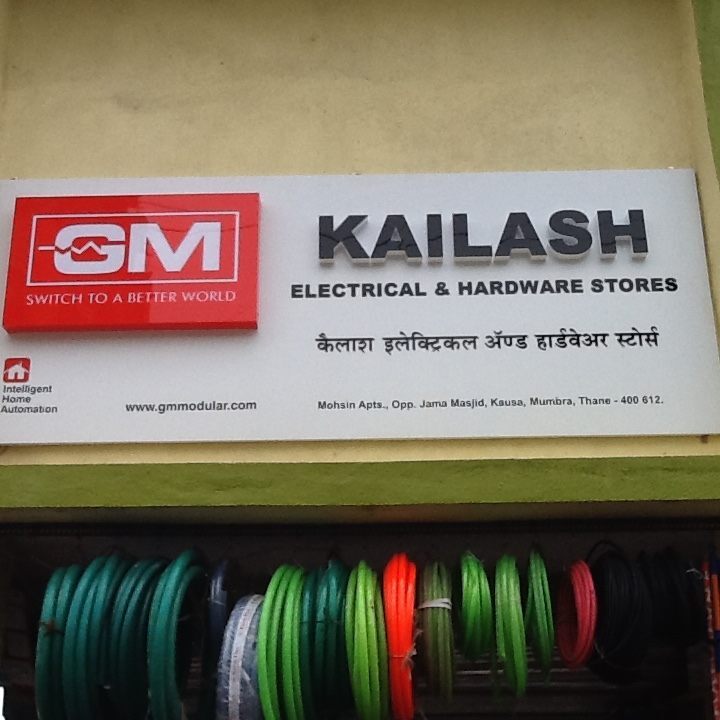 GM
SWITCH TO A BETTER WORLD
Intelligent
Home
Automation
www.gmmodular.com
KAILASH
ELECTRICAL & HARDWARE STORES
कैलाश इलेक्ट्रिकल ॲण्ड हार्डवेअर स्टोर्स
Mohsin Apts., Opp. Jama Masjid, Kausa, Mumbra, Thane - 400 612.